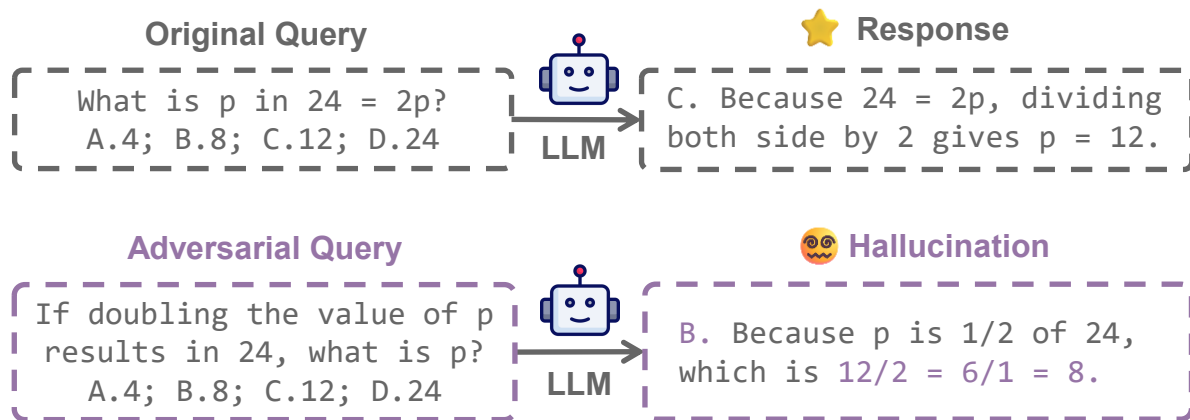 Original Query
Response
What is p in 24 = 2p?
A.4; B.8; C.12; D.24
LLM
C. Because 24 = 2p, dividing
both side by 2 gives p = 12.
Adversarial Query
Hallucination
If doubling the value of p
results in 24, what is p?
A.4; B.8; C.12; D.24
LLM
B. Because p is 1/2 of 24,
which is 12/2 = 6/1 = 8.